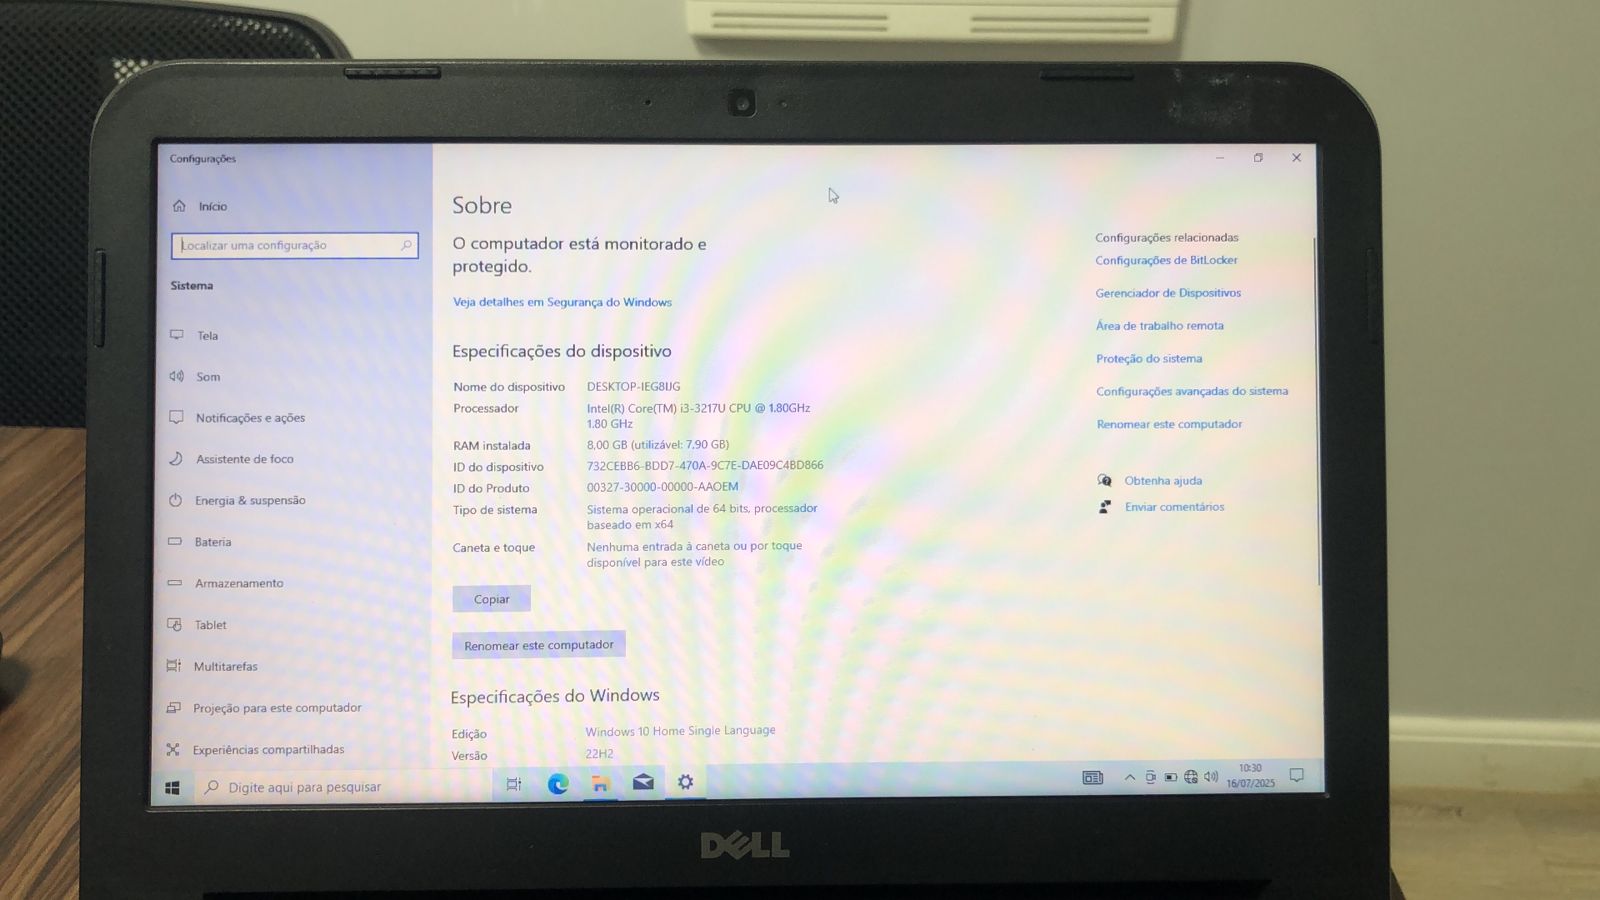 Configurações
Início
Localizar uma configuração
Sistema
Tela
Som
Notificações e ações
Assistente de foco
Energia & suspensão
Bateria
Armazenamento
Tablet
Multitarefas
Projeção para este computador
Experiências compartilhadas
Sobre
O computador está monitorado e
protegido.
Veja detalhes em Segurança do Windows
Especificações do dispositivo
Nome do dispositivo DESKTOP-IEG8IJG
Processador Intel(R) Core(TM) i3-3217U CPU @ 1.80GHz
1.80 GHz
RAM instalada 8,00 GB (utilizável: 7,90 GB)
ID do dispositivo 732CEBB6-BDD7-470A-9C7E-DAE09C4BD866
ID do Produto 00327-30000-00000-AAOEM
Tipo de sistema Sistema operacional de 64 bits, processador
baseado em x64
Caneta e toque Nenhuma entrada à caneta ou por toque
disponível para este vídeo
Copiar
Renomear este computador
Especificações do Windows
Edição Windows 10 Home Single Language
Versão 22H2
Configurações relacionadas
Configurações de BitLocker
Gerenciador de Dispositivos
Área de trabalho remota
Proteção do sistema
Configurações avançadas do sistema
Renomear este computador
Obtenha ajuda
Enviar comentários
Digite aqui para pesquisar
10:30
16/07/2025
DELL